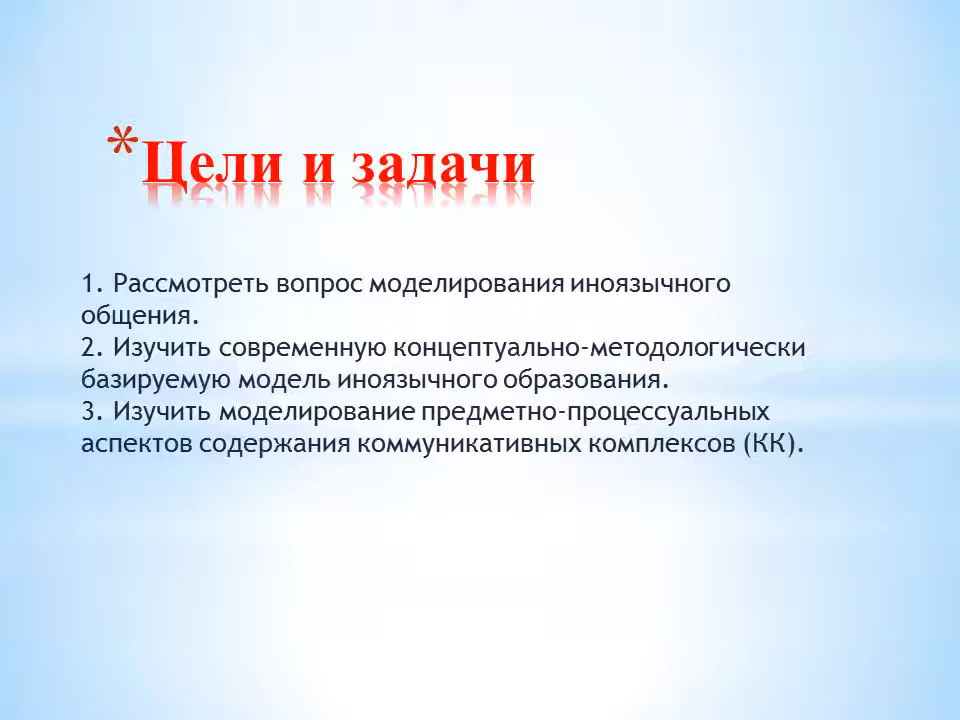 *Цели и задачи
1. Рассмотреть вопрос моделирования иноязычного
общения.
2. Изучить современную концептуально-методологически
базируемую модель иноязычного образования.
3. Изучить моделирование предметно-процессуальных
аспектов содержания коммуникативных комплексов (КК).